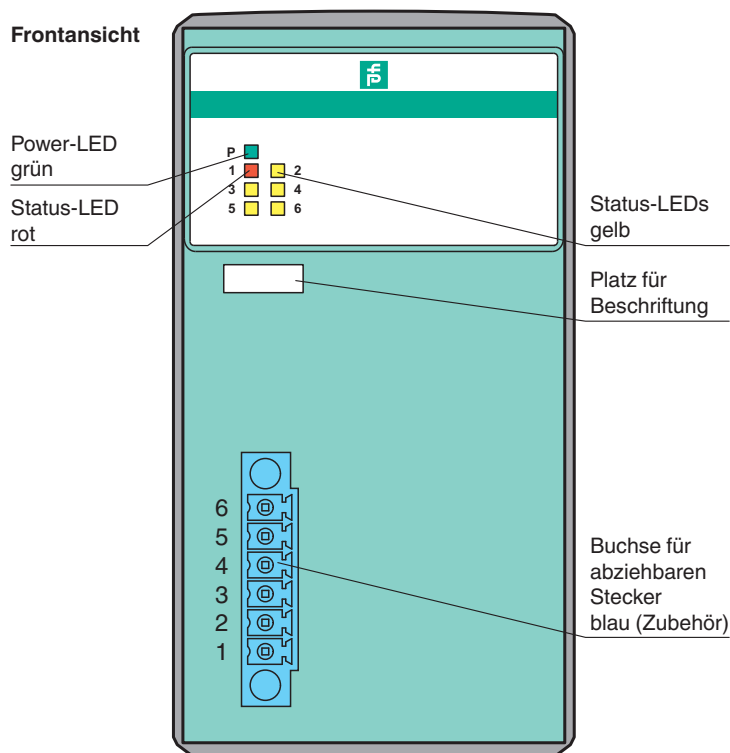 Frontansicht
Power-LED
grün
Status-LED
rot
P
1 2
3 4
5 6
Status-LEDs
gelb
Platz für
Beschriftung
6
5
4
3
2
1
Buchse für
abziehbaren
Stecker
blau (Zubehör)